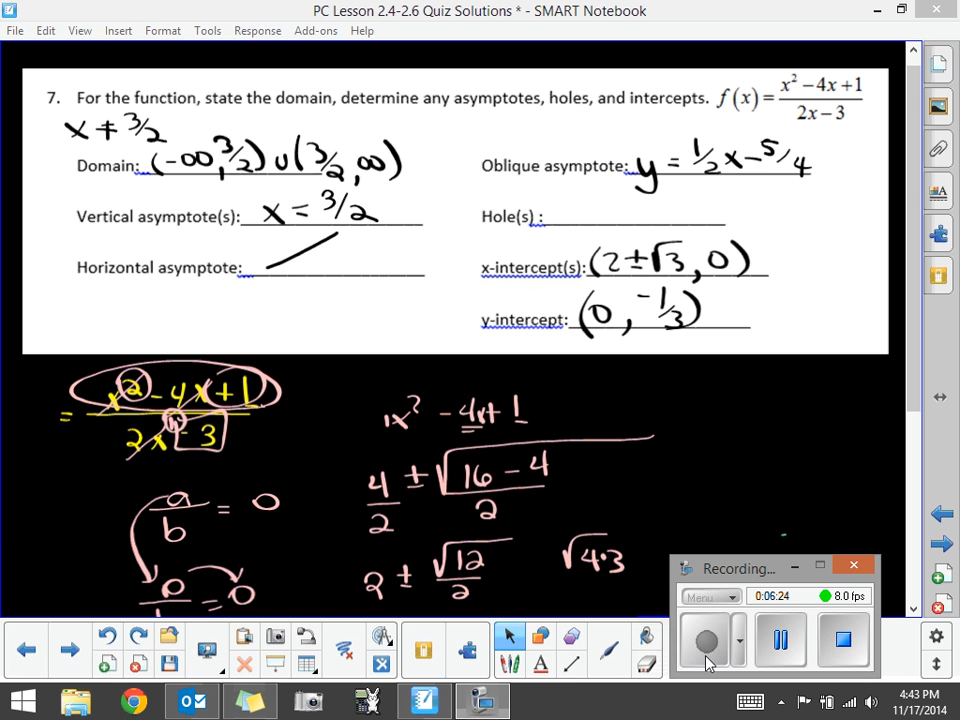 PC Lesson 2.4-2.6 Quiz Solutions * - SMART Notebook
File Edit View Insert Format Tools Response Add-ons Help
7. For the function, state the domain, determine any asymptotes, holes, and intercepts. f(x) = (x² − 4x + 1)/(2x − 3)
x ≠ 3/2
Domain: (-∞, 3/2) ∪ (3/2, ∞)
Oblique asymptote: y = 1/2x - 5/4
Vertical asymptote(s): x = 3/2
Hole(s) :
Horizontal asymptote:
x-intercept(s): (2 ± √3, 0)
y-intercept: (0, -1/3)
= (x² - 4x + 1)/(2x - 3)
1x² - 4x + 1
4/2 ± √16 - 4 / 2
a/b = 0
2 ± √12 / 2
√4·3
0 = 0
Recording...
Menu
0:06:24
8.0 fps
A
4:43 PM
11/17/2014